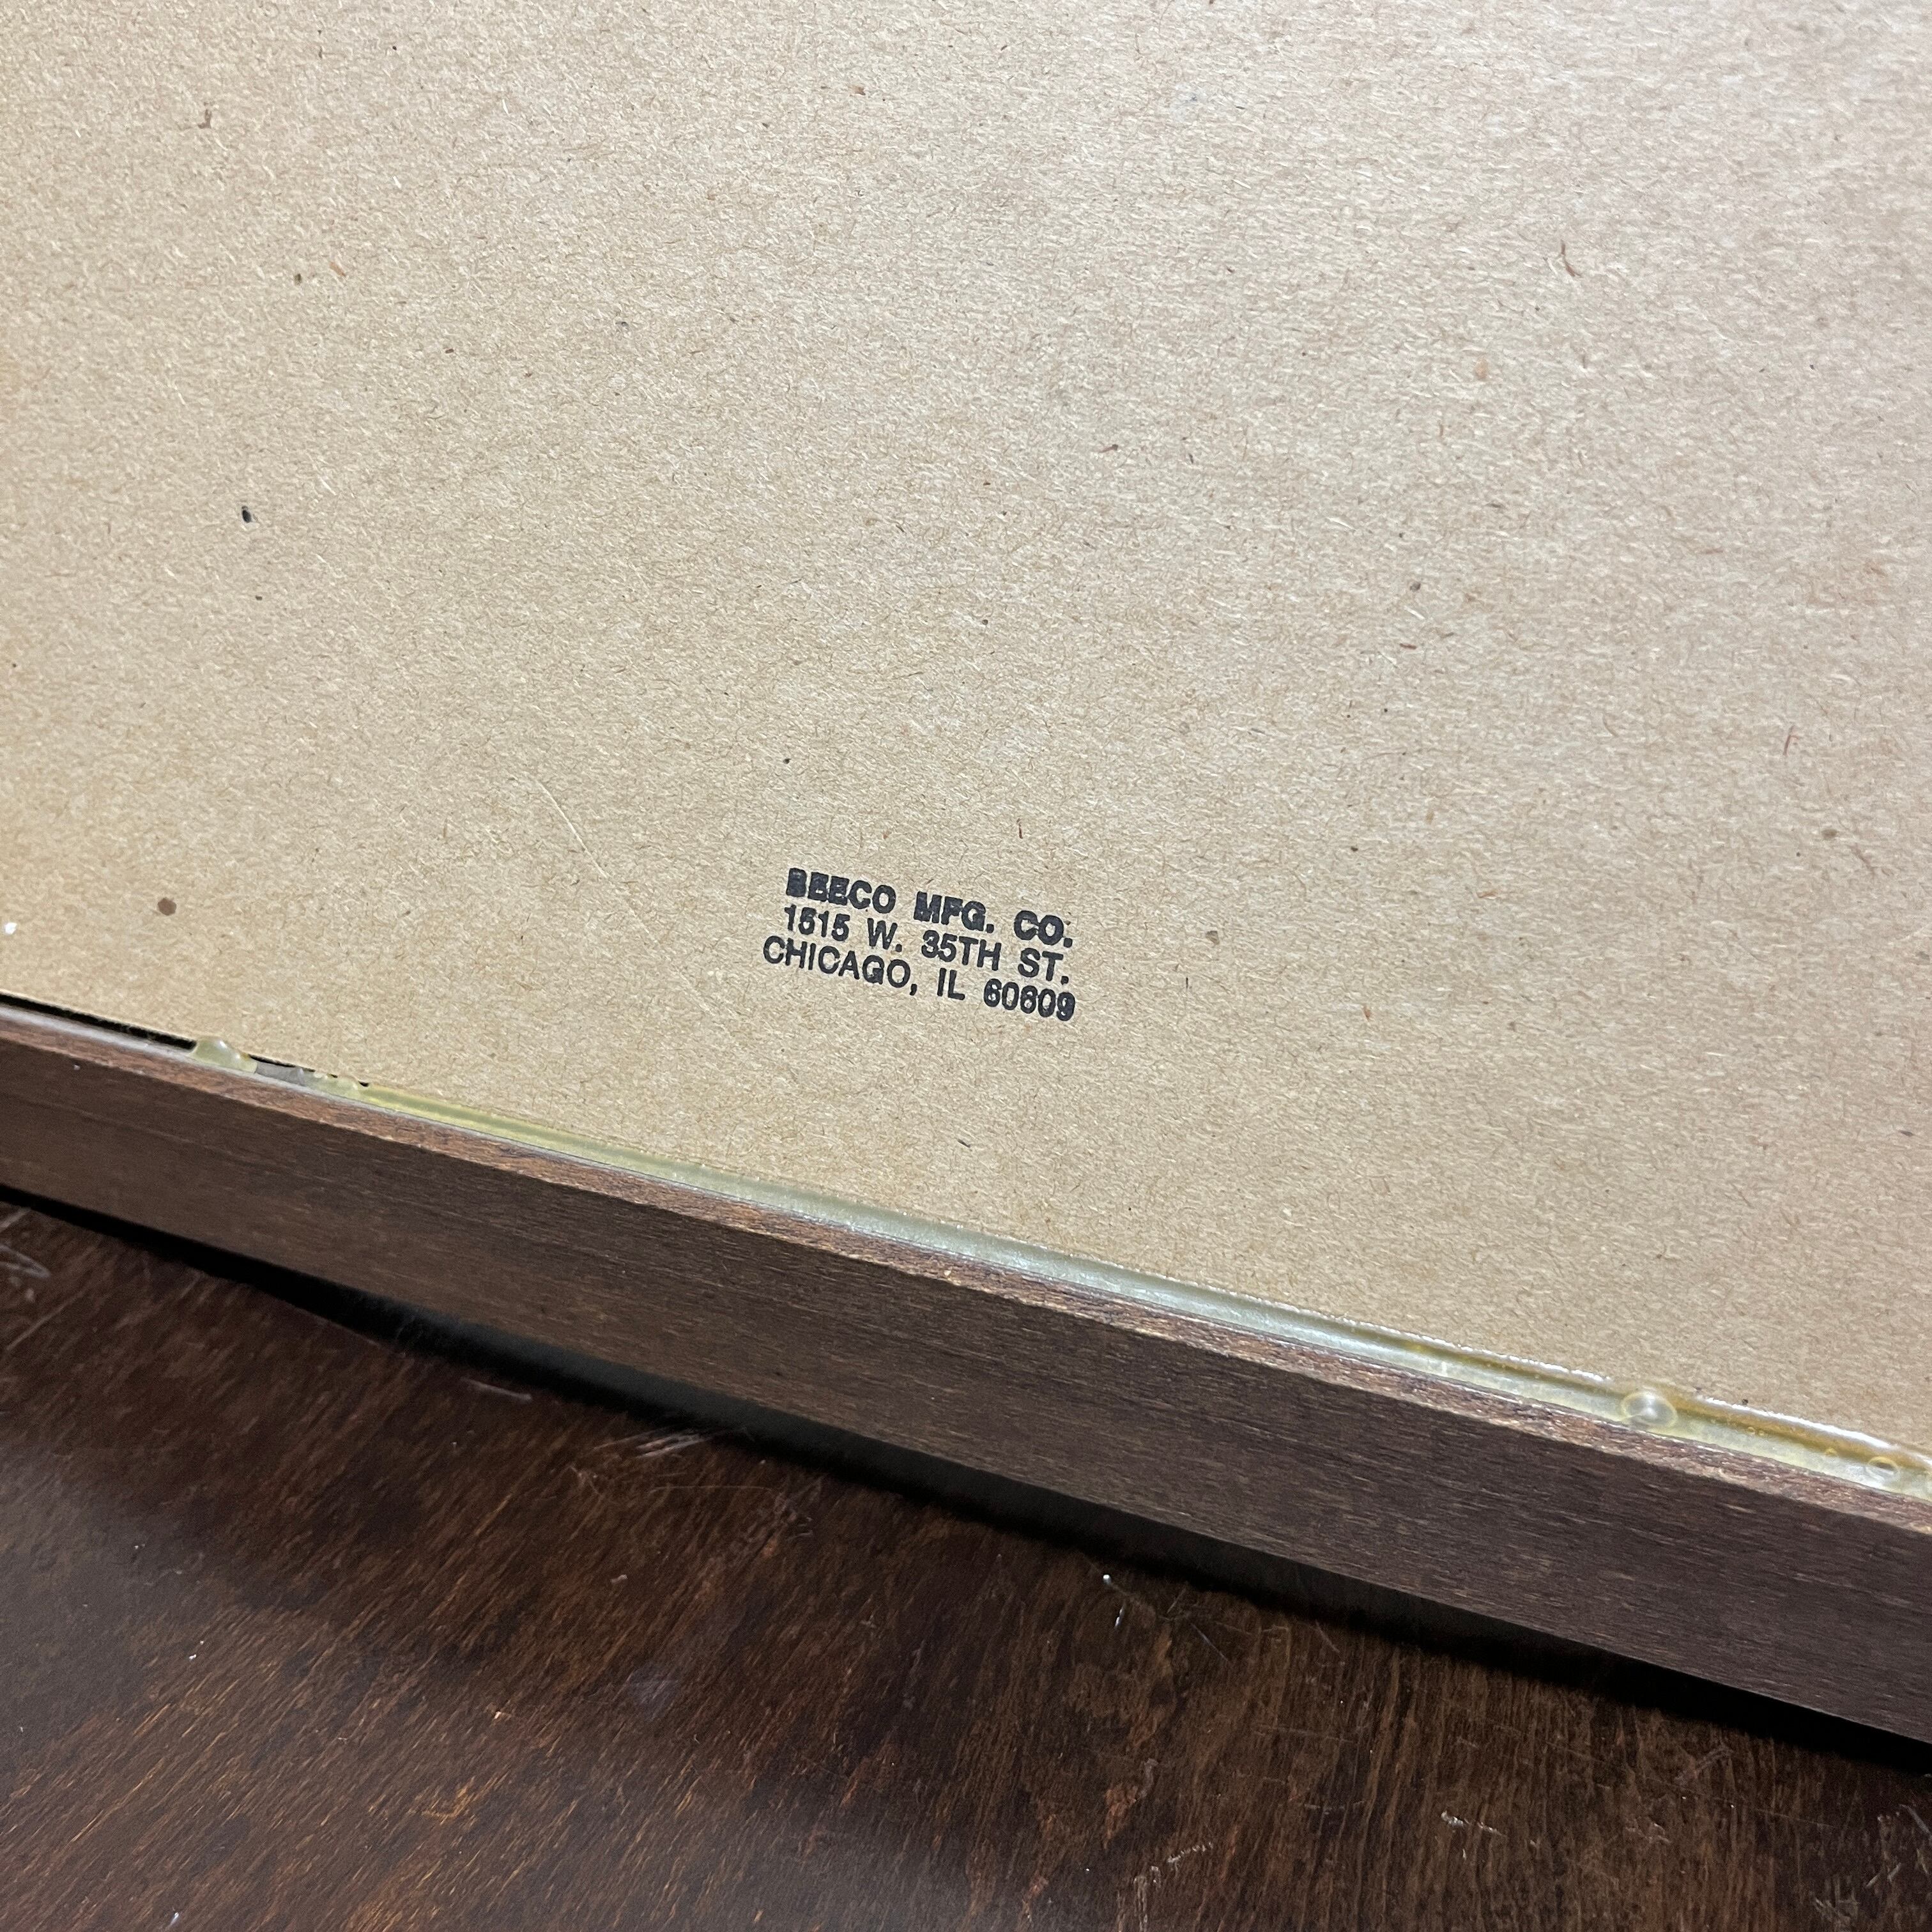 BEECO MFG. CO.
1515 W. 35TH ST.
CHICAGO, IL 60609